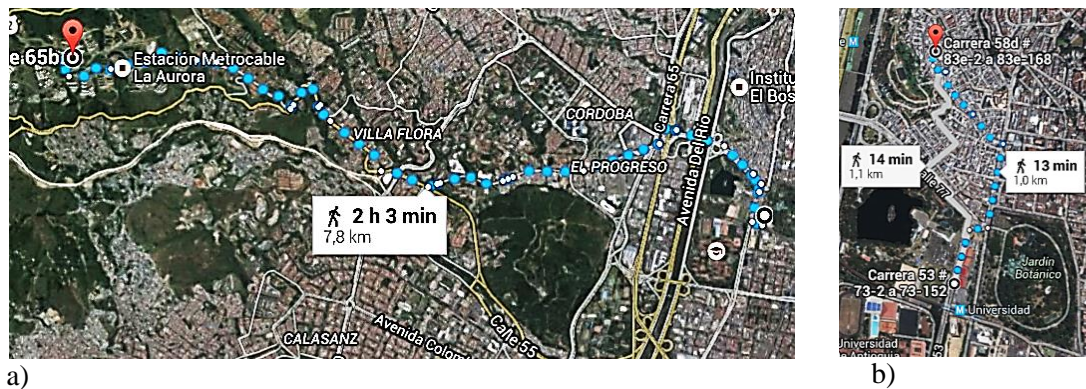 e 65b
Estación Metrocable
La Aurora
VILLA FLORA
CORDOBA
EL PROGRESO
Carrera 65
Avenida Del Río
Institu
El Bos
2 h 3 min
7,8 km
CALASANZ
Avenida Colom
Calle 55
a)
Carrera 58d #
83e-2 a 83e-168
14 min
1,1 km
13 min
1,0 km
Carrera 53 #
73-2 a 73-152
Jardín
Botánico
Universidad
Universidad
de Antioquia
b)